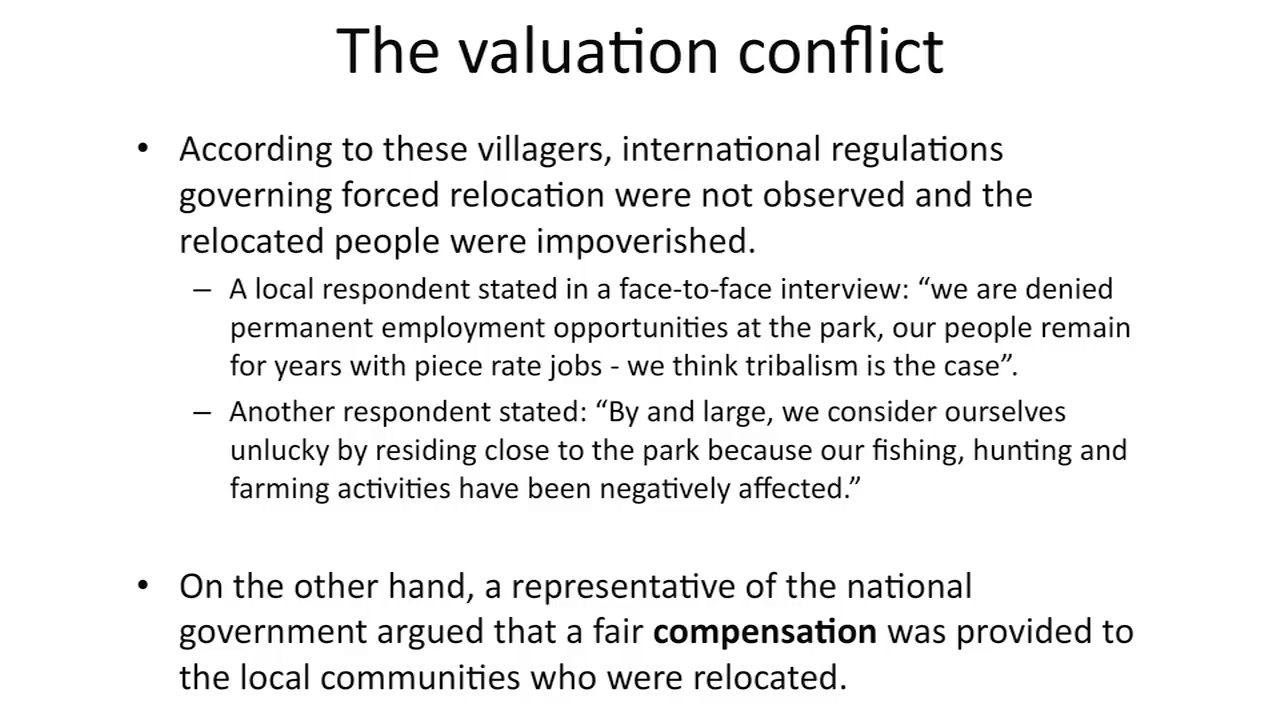 The valuation conflict
• According to these villagers, international regulations
governing forced relocation were not observed and the
relocated people were impoverished.
– A local respondent stated in a face-to-face interview: “we are denied
permanent employment opportunities at the park, our people remain
for years with piece rate jobs - we think tribalism is the case”.
– Another respondent stated: “By and large, we consider ourselves
unlucky by residing close to the park because our fishing, hunting and
farming activities have been negatively affected.”
• On the other hand, a representative of the national
government argued that a fair compensation was provided to
the local communities who were relocated.